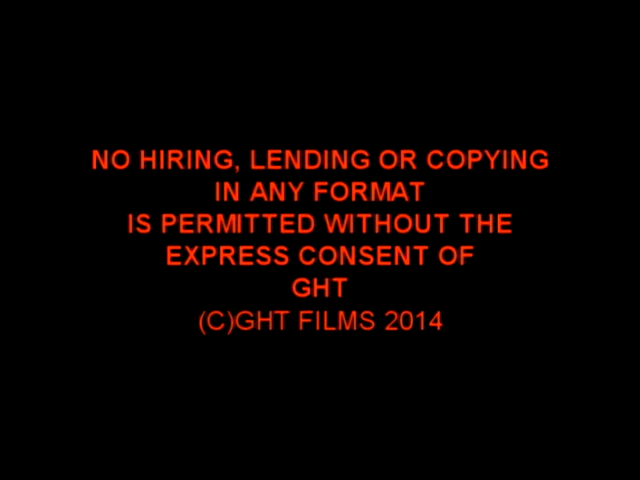 NO HIRING, LENDING OR COPYING
IN ANY FORMAT
IS PERMITTED WITHOUT THE
EXPRESS CONSENT OF
GHT
(C)GHT FILMS 2014